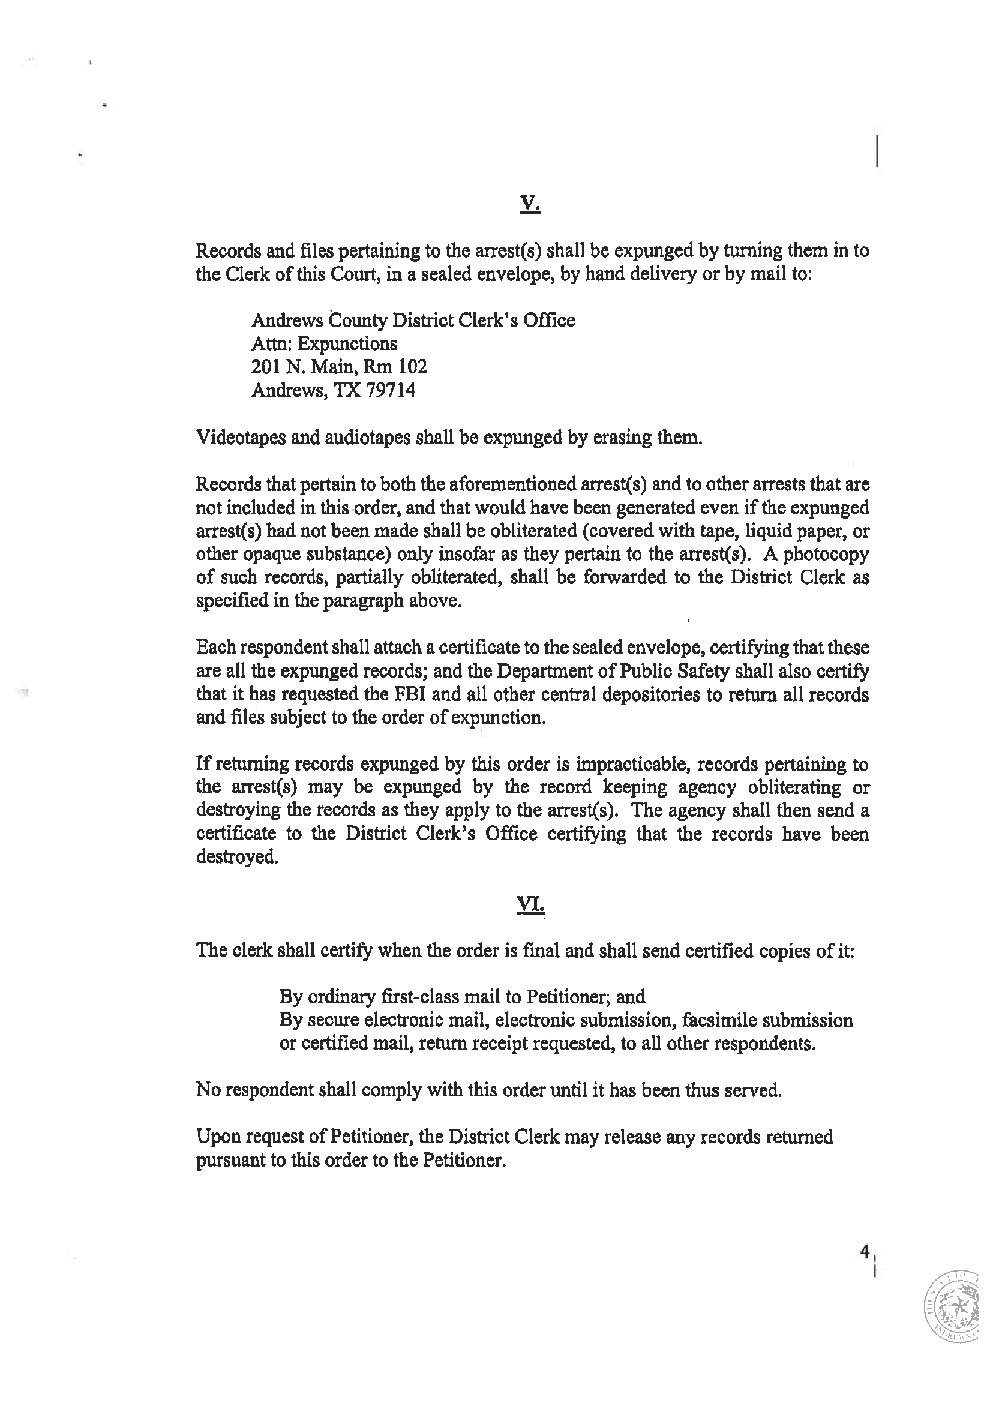 V.
Records and files pertaining to the arrest(s) shall be expunged by turning them in to
the Clerk of this Court, in a sealed envelope, by hand delivery or by mail to:
Andrews County District Clerk's Office
Attn: Expunctions
201 N. Main, Rm 102
Andrews, TX 79714
Videotapes and audiotapes shall be expunged by erasing them.
Records that pertain to both the aforementioned arrest(s) and to other arrests that are
not included in this order, and that would have been generated even if the expunged
arrest(s) had not been made shall be obliterated (covered with tape, liquid paper, or
other opaque substance) only insofar as they pertain to the arrest(s). A photocopy
of such records, partially obliterated, shall be forwarded to the District Clerk as
specified in the paragraph above.
Each respondent shall attach a certificate to the sealed envelope, certifying that these
are all the expunged records; and the Department of Public Safety shall also certify
that it has requested the FBI and all other central depositories to return all records
and files subject to the order of expunction.
If returning records expunged by this order is impracticable, records pertaining to
the arrest(s) may be expunged by the record keeping agency obliterating or
destroying the records as they apply to the arrest(s). The agency shall then send a
certificate to the District Clerk's Office certifying that the records have been
destroyed.
VI.
The clerk shall certify when the order is final and shall send certified copies of it:
By ordinary first-class mail to Petitioner; and
By secure electronic mail, electronic submission, facsimile submission
or certified mail, return receipt requested, to all other respondents.
No respondent shall comply with this order until it has been thus served.
Upon request of Petitioner, the District Clerk may release any records returned
pursuant to this order to the Petitioner.
4